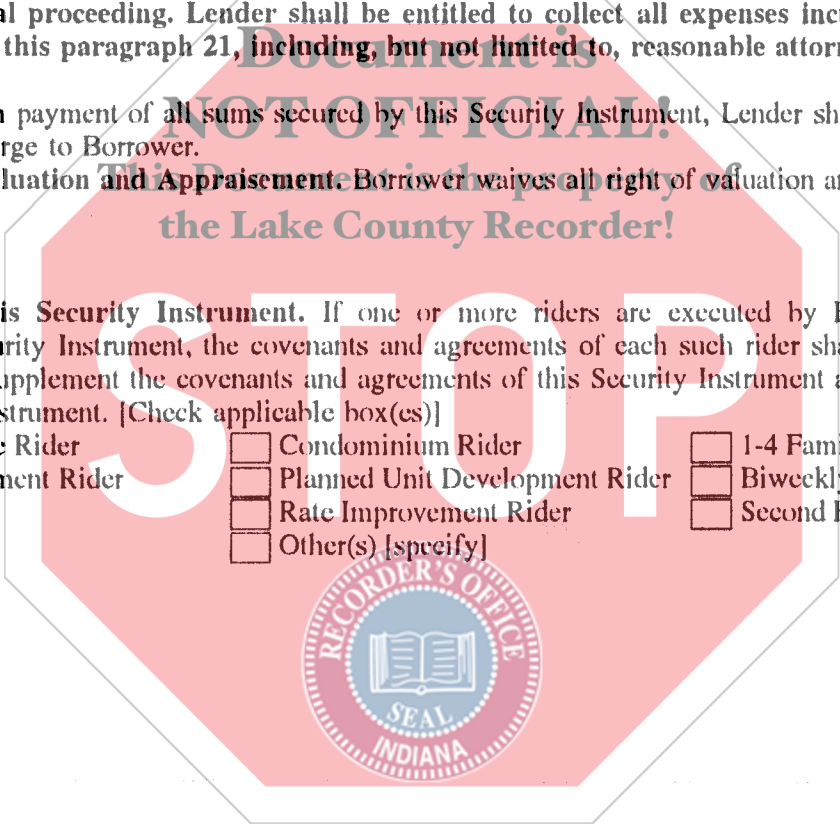 al proceeding. Lender shall be entitled to collect all expenses inc
this paragraph 21, including, but not limited to, reasonable attor
Document is
payment of all sums secured by this Security Instrument, Lender sh
NOT OFFICIAL!
rge to Borrower.
luation and Appraisement. Borrower waives all right of valuation a
This Document is the property of
the Lake County Recorder!
is Security Instrument. If one or more riders are executed by
STOP
rity Instrument, the covenants and agreements of each such rider sha
upplement the covenants and agreements of this Security Instrument a
strument. [Check applicable box(es)]
Rider Condominium Rider 1-4 Fami
ment Rider Planned Unit Development Rider Biweekly
Rate Improvement Rider Second
Other(s) [specify]
RECORDER'S OFFICE
SEAL
INDIANA